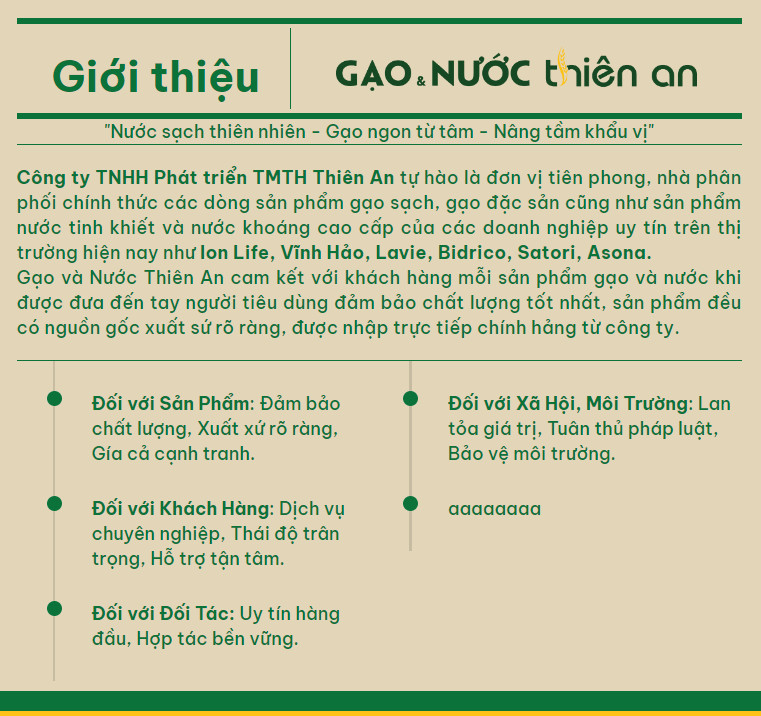 Giới thiệu
GẠO & NƯỚC thiên an
"Nước sạch thiên nhiên - Gạo ngon từ tâm - Nâng tầm khẩu vị"
Công ty TNHH Phát triển TMTH Thiên An tự hào là đơn vị tiên phong, nhà phân
phối chính thức các dòng sản phẩm gạo sạch, gạo đặc sản cũng như sản phẩm
nước tinh khiết và nước khoáng cao cấp của các doanh nghiệp uy tín trên thị
trường hiện nay như Ion Life, Vĩnh Hảo, Lavie, Bidrico, Satori, Asona.
Gạo và Nước Thiên An cam kết với khách hàng mỗi sản phẩm gạo và nước khi
được đưa đến tay người tiêu dùng đảm bảo chất lượng tốt nhất, sản phẩm đều
có nguồn gốc xuất sứ rõ ràng, được nhập trực tiếp chính hảng từ công ty.
Đối với Sản Phẩm: Đảm bảo
chất lượng, Xuất xứ rõ ràng,
Gía cả cạnh tranh.
Đối với Khách Hàng: Dịch vụ
chuyên nghiệp, Thái độ trân
trọng, Hỗ trợ tận tâm.
Đối với Đối Tác: Uy tín hàng
đầu, Hợp tác bền vững.
Đối với Xã Hội, Môi Trường: Lan
tỏa giá trị, Tuân thủ pháp luật,
Bảo vệ môi trường.
aaaaaaaa